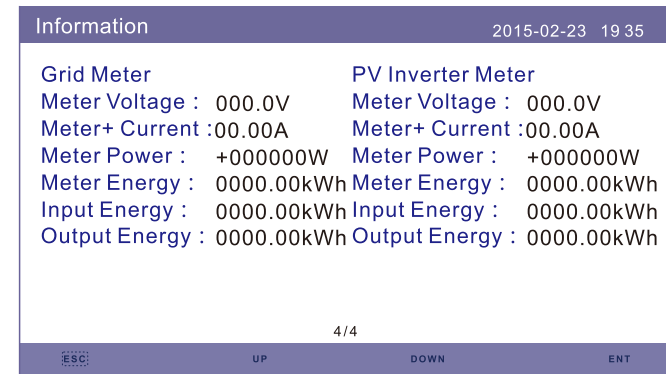 Information 2015-02-23 19 35
Grid Meter PV Inverter Meter
Meter Voltage : 000.0V Meter Voltage : 000.0V
Meter+ Current :00.00A Meter+ Current :00.00A
Meter Power : +000000W Meter Power : +000000W
Meter Energy : 0000.00kWh Meter Energy : 0000.00kWh
Input Energy : 0000.00kWh Input Energy : 0000.00kWh
Output Energy : 0000.00kWh Output Energy : 0000.00kWh
4/4
ESC UP DOWN ENT